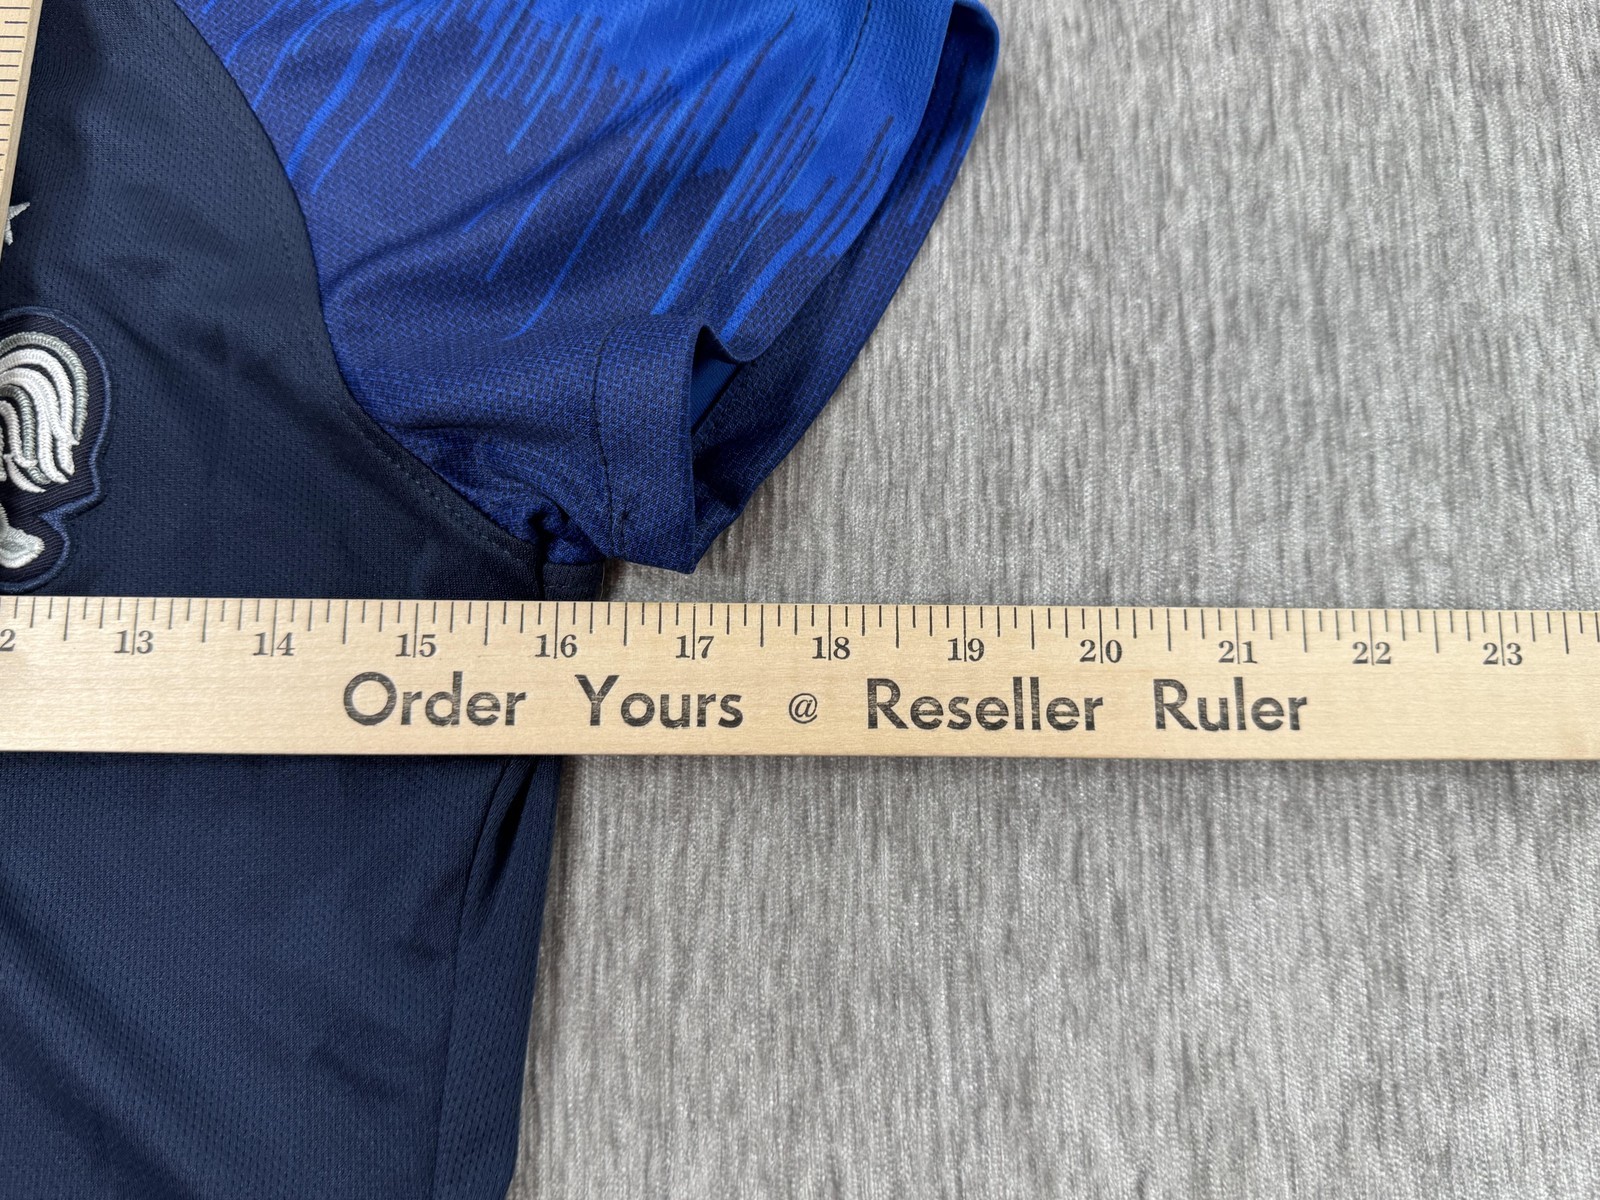 2 13 14 15 16 17 18 19 20 21 22 23
Order Yours @ Reseller Ruler